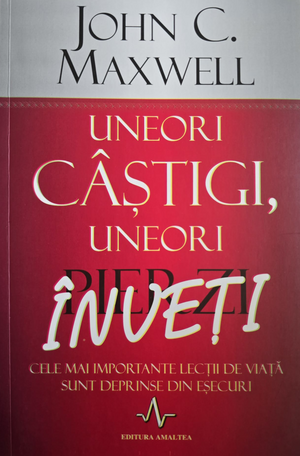 JOHN C.
MAXWELL
UNEORI
CÂȘTIGI,
UNEORI
PIERZI
ÎNVEȚI
CELE MAI IMPORTANTE LECȚII DE VIAȚĂ
SUNT DEPRINSE DIN EȘECURI
EDITURA AMALTEA